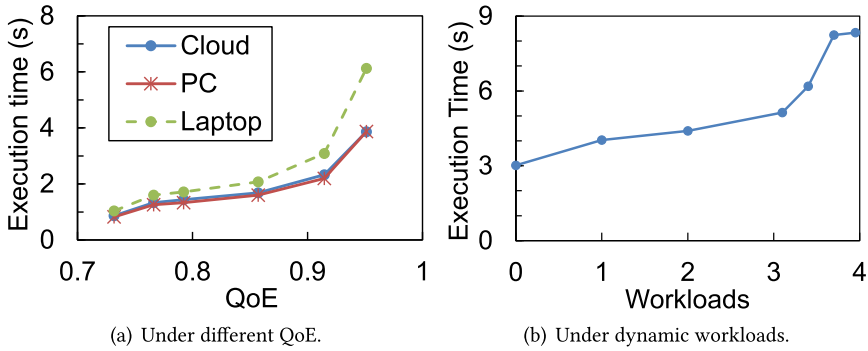 Execution time (s)
8
6
4
2
0
Cloud
PC
Laptop
0.7
0.8
0.9
1
QoE
(a) Under different QoE.
Execution Time (s)
9
6
3
0
0
1
2
3
4
Workloads
(b) Under dynamic workloads.